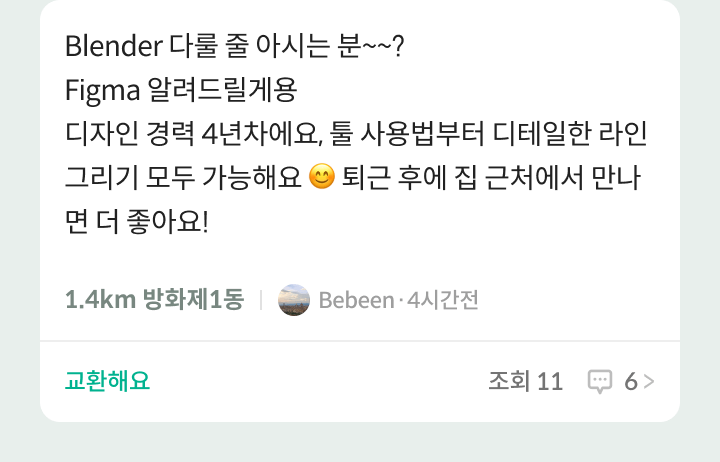 Blender 다룰 줄 아시는 분~~?
Figma 알려드릴게용
디자인 경력 4년차에요, 툴 사용법부터 디테일한 라인
그리기 모두 가능해요 😊 퇴근 후에 집 근처에서 만나
면 더 좋아요!
1.4km 방화제1동 | Bebeen · 4시간전
교환해요 조회 11 6 >